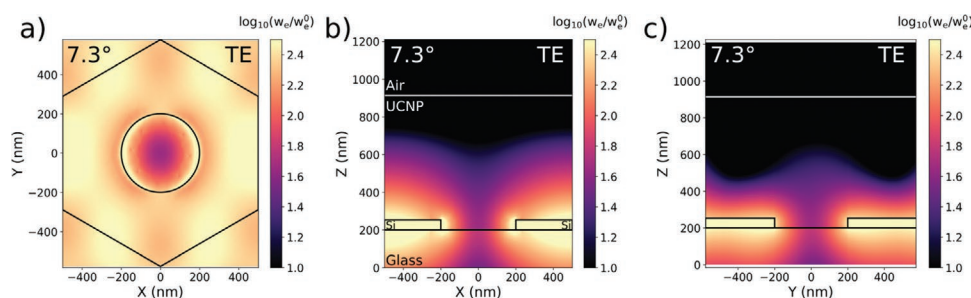 a)
log₁₀(wₑ/wₑ⁰)
7.3° TE
400
200
0
−200
−400
Y (nm)
−400 −200 0 200 400
X (nm)
2.4
2.2
2.0
1.8
1.6
1.4
1.2
1.0
b)
log₁₀(wₑ/wₑ⁰)
7.3° TE
Air
UCNP
Si Si
Glass
1200
1000
800
600
400
200
0
Z (nm)
−400 −200 0 200 400
X (nm)
2.4
2.2
2.0
1.8
1.6
1.4
1.2
1.0
c)
log₁₀(wₑ/wₑ⁰)
7.3° TE
1200
1000
800
600
400
200
0
Z (nm)
−400 −200 0 200 400
Y (nm)
2.4
2.2
2.0
1.8
1.6
1.4
1.2
1.0